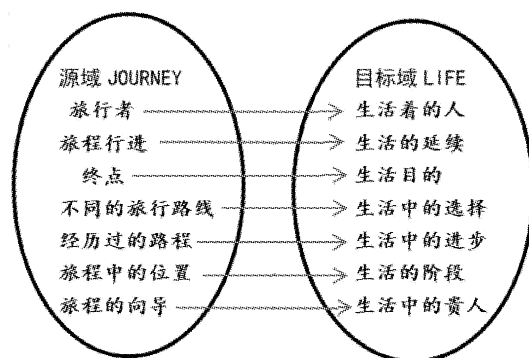 源域 JOURNEY 目标域 LIFE
旅行者 生活着的人
旅程行进 生活的延续
终点 生活目的
不同的旅行路线 生活中的选择
经历过的路程 生活中的进步
旅程中的位置 生活的阶段
旅程的向导 生活中的贵人